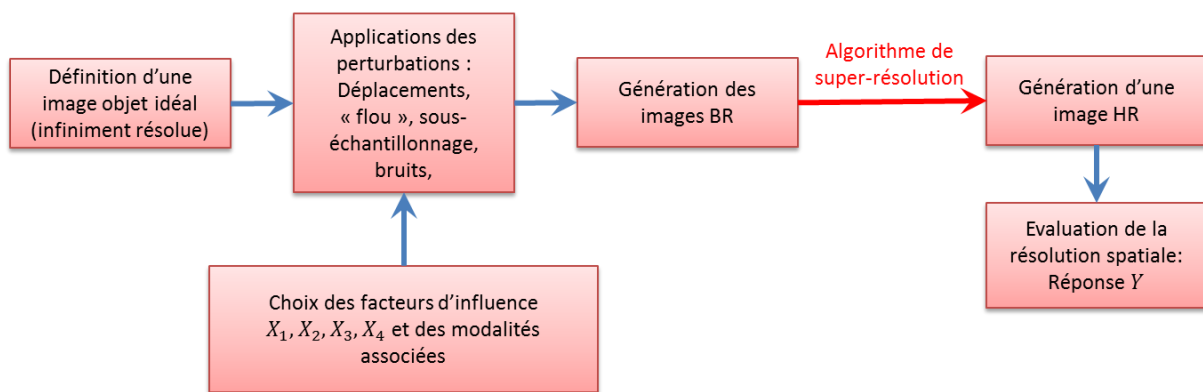 Définition d’une
image objet idéal
(infiniment résolue)
Applications des
perturbations :
Déplacements,
« flou », sous-
échantillonnage,
bruits,
Génération des
images BR
Algorithme de
super-résolution
Génération d’une
image HR
Choix des facteurs d’influence
X₁, X₂, X₃, X₄ et des modalités
associées
Evaluation de la
résolution spatiale:
Réponse Y